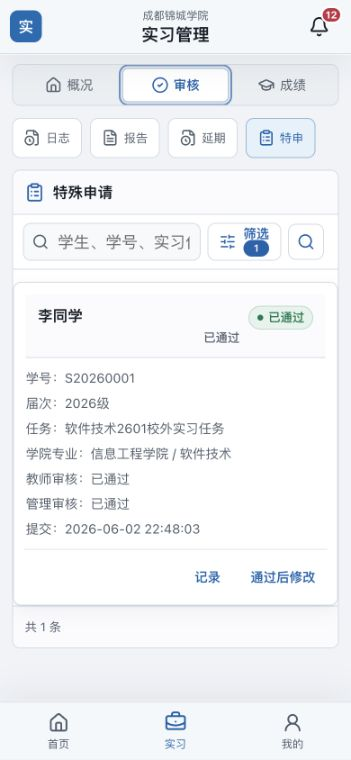 实
成都锦城学院
实习管理
12
概况
审核
成绩
日志
报告
延期
特申
特殊申请
学生、学号、实习
筛选
1
李同学
已通过
已通过
学号：S20260001
届次：2026级
任务：软件技术2601校外实习任务
学院专业：信息工程学院 / 软件技术
教师审核：已通过
管理审核：已通过
提交：2026-06-02 22:48:03
记录
通过后修改
共 1 条
首页
实习
我的